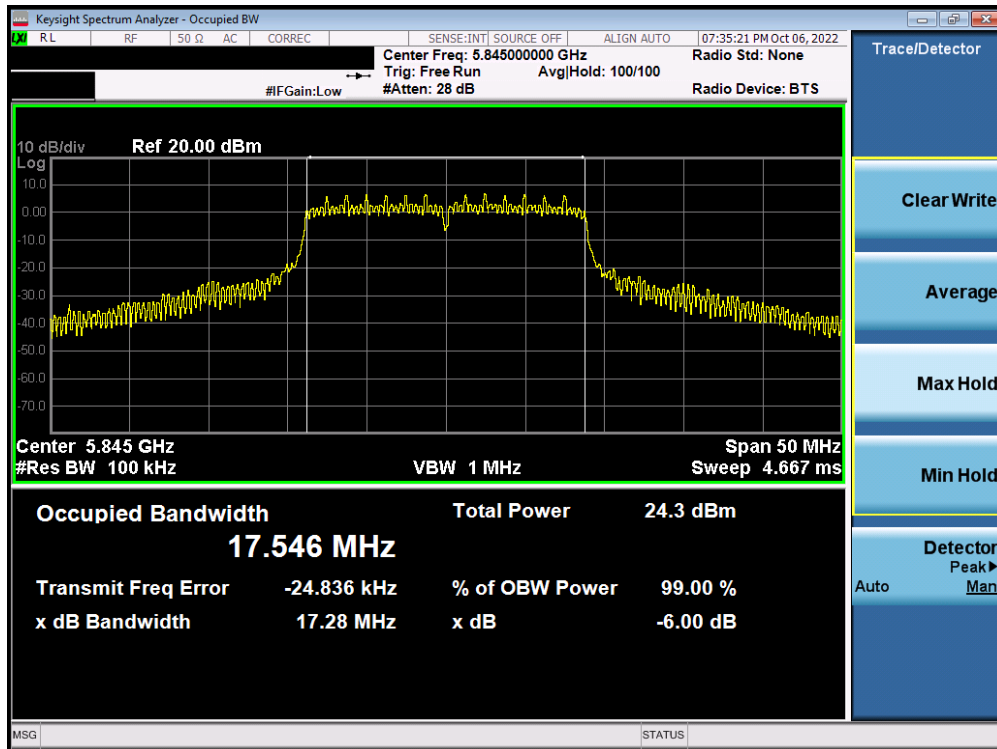 Keysight Spectrum Analyzer - Occupied BW
LXI RL RF 50 Ω AC CORREC SENSE:INT SOURCE OFF ALIGN AUTO 07:35:21 PM Oct 06, 2022
Center Freq: 5.845000000 GHz Radio Std: None
Trig: Free Run Avg|Hold: 100/100
#IFGain:Low #Atten: 28 dB Radio Device: BTS
10 dB/div Ref 20.00 dBm
Log
10.0
0.00
-10.0
-20.0
-30.0
-40.0
-50.0
-60.0
-70.0
Center 5.845 GHz Span 50 MHz
#Res BW 100 kHz VBW 1 MHz Sweep 4.667 ms
Occupied Bandwidth Total Power 24.3 dBm
17.546 MHz
Transmit Freq Error -24.836 kHz % of OBW Power 99.00 %
x dB Bandwidth 17.28 MHz x dB -6.00 dB
MSG STATUS
Trace/Detector
Clear Write
Average
Max Hold
Min Hold
Detector
Peak▶
Auto Man